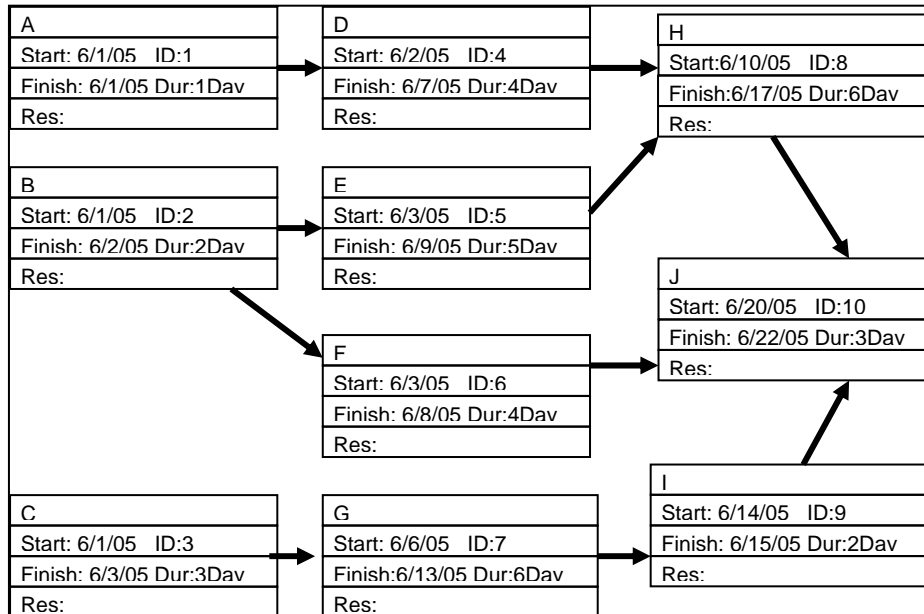 A
Start: 6/1/05 ID:1
Finish: 6/1/05 Dur:1Day
Res:
D
Start: 6/2/05 ID:4
Finish: 6/7/05 Dur:4Day
Res:
H
Start:6/10/05 ID:8
Finish:6/17/05 Dur:6Day
Res:
B
Start: 6/1/05 ID:2
Finish: 6/2/05 Dur:2Day
Res:
E
Start: 6/3/05 ID:5
Finish: 6/9/05 Dur:5Day
Res:
J
Start: 6/20/05 ID:10
Finish: 6/22/05 Dur:3Day
Res:
F
Start: 6/3/05 ID:6
Finish: 6/8/05 Dur:4Day
Res:
C
Start: 6/1/05 ID:3
Finish: 6/3/05 Dur:3Day
Res:
G
Start: 6/6/05 ID:7
Finish:6/13/05 Dur:6Day
Res:
I
Start: 6/14/05 ID:9
Finish: 6/15/05 Dur:2Day
Res: